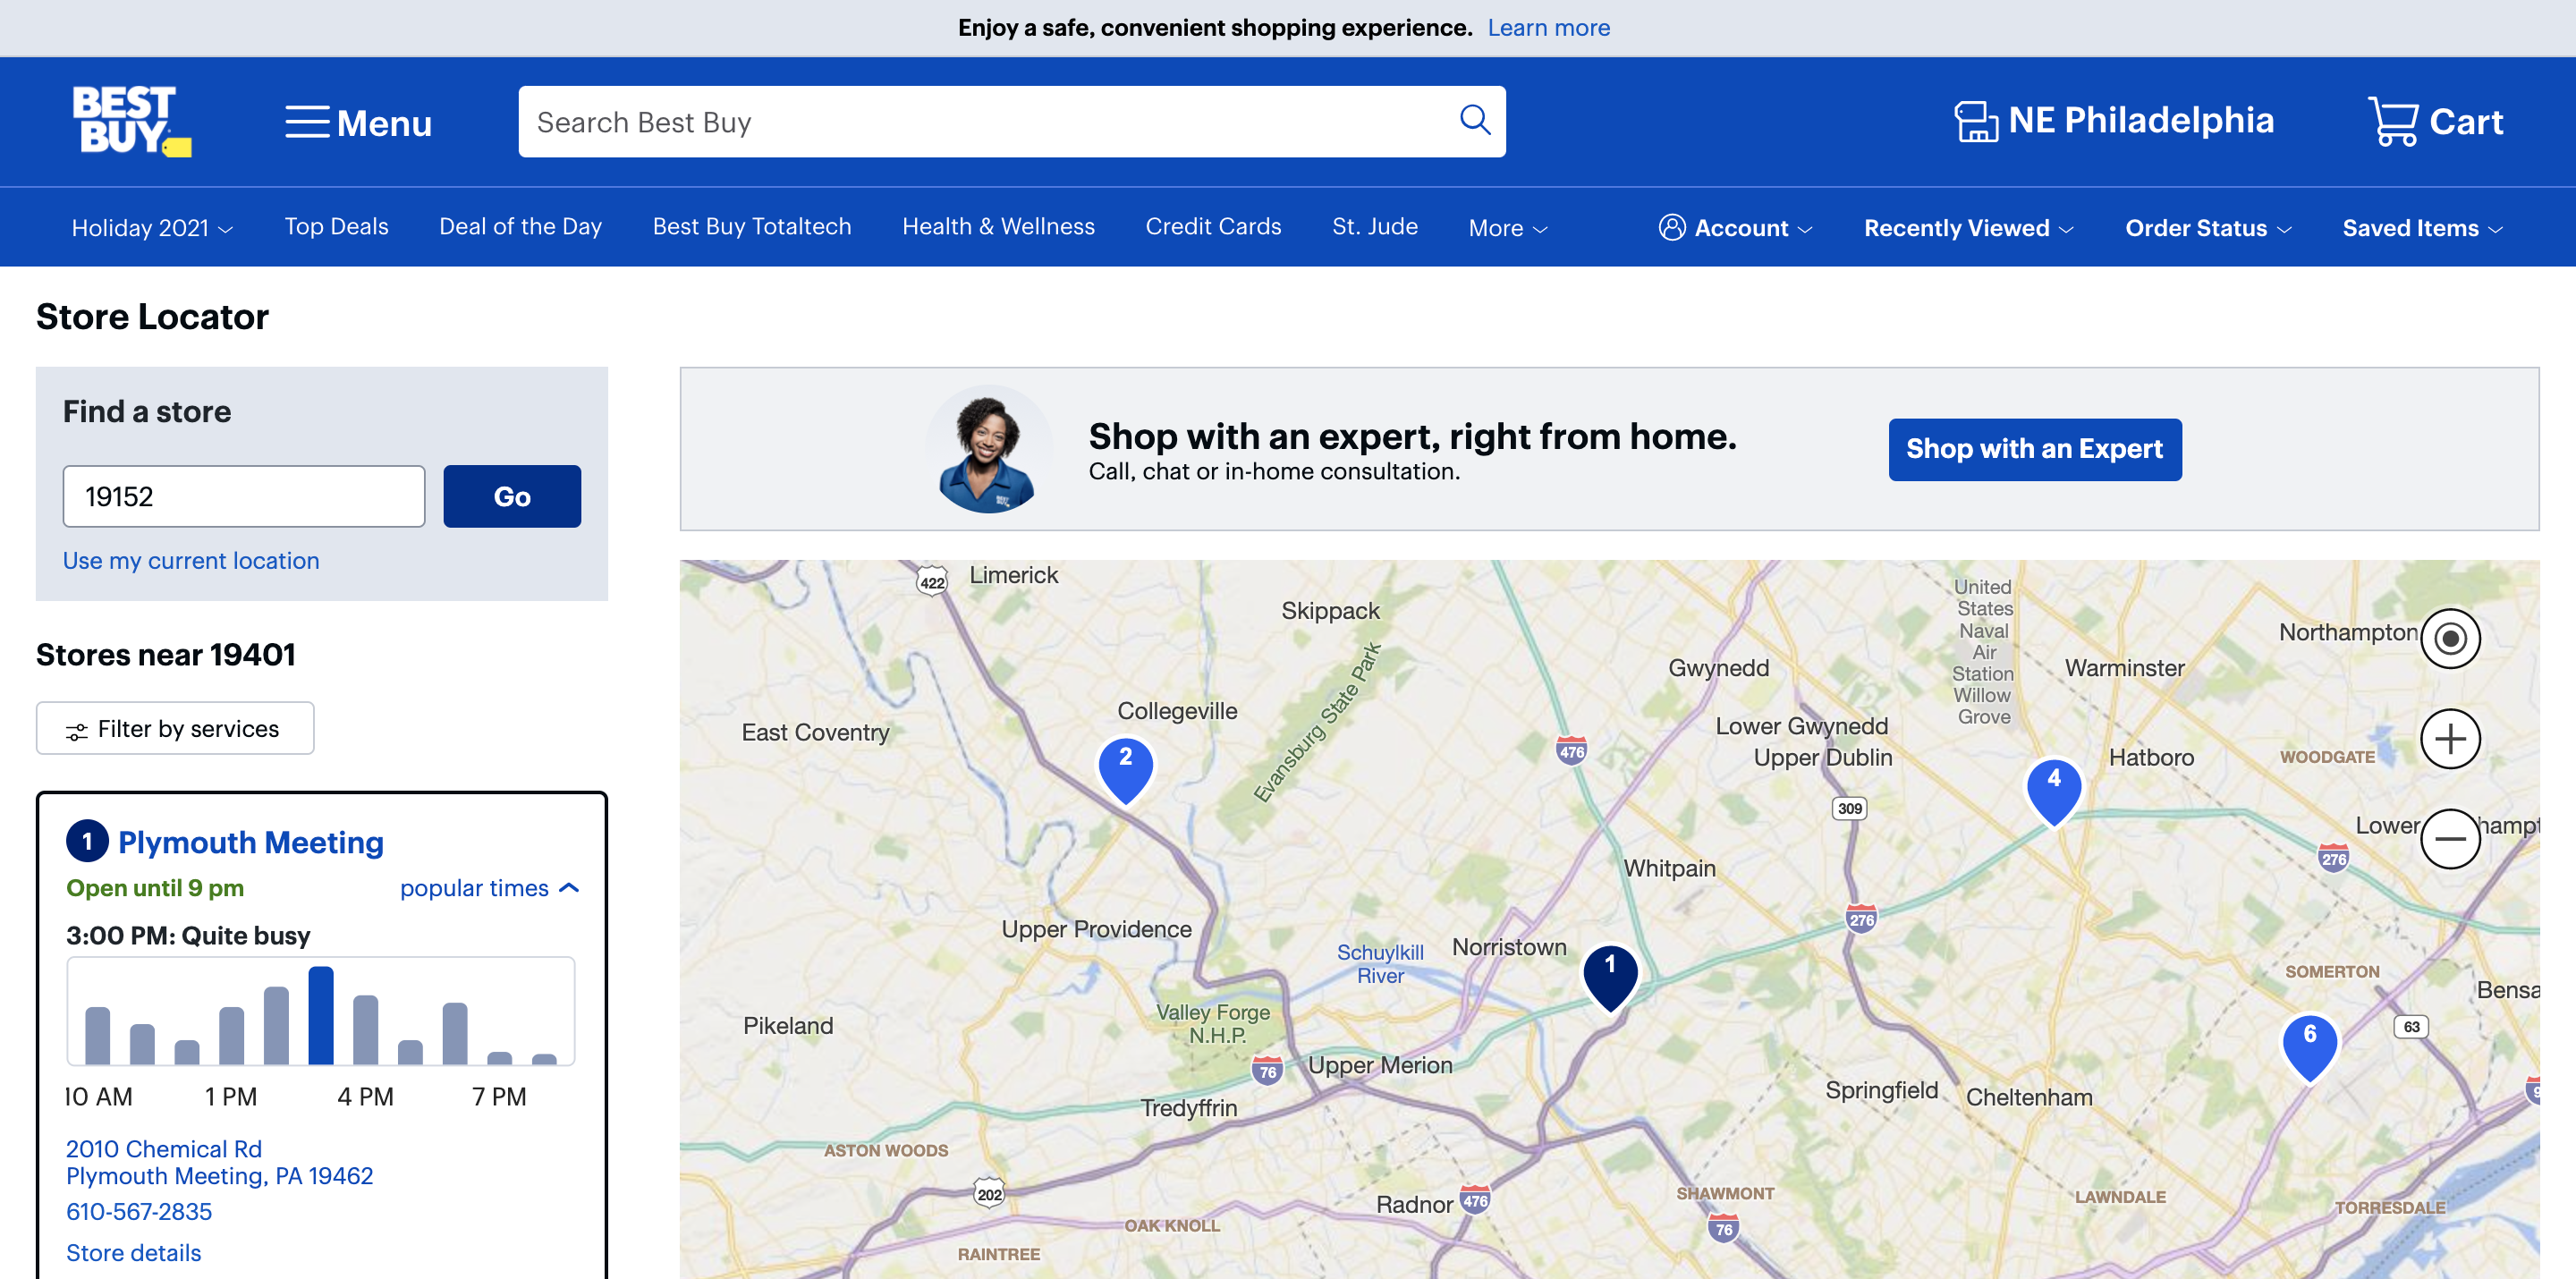 Enjoy a safe, convenient shopping experience. Learn more
BEST BUY
Menu
Search Best Buy
NE Philadelphia
Cart
Holiday 2021
Top Deals
Deal of the Day
Best Buy Totaltech
Health & Wellness
Credit Cards
St. Jude
More
Account
Recently Viewed
Order Status
Saved Items
Store Locator
Find a store
19152
Go
Use my current location
Stores near 19401
Filter by services
1 Plymouth Meeting
Open until 9 pm
popular times
3:00 PM: Quite busy
10 AM 1 PM 4 PM 7 PM
2010 Chemical Rd
Plymouth Meeting, PA 19462
610-567-2835
Store details
Shop with an expert, right from home.
Call, chat or in-home consultation.
Shop with an Expert
422
Limerick
Skippack
United
States
Naval
Air
Station
Willow
Grove
Northampton
Gwynedd
Warminster
East Coventry
Collegeville
Evansburg State Park
Lower Gwynedd
Upper Dublin
476
2
4
Hatboro
WOODGATE
309
Lower
hampt
276
Whitpain
276
Upper Providence
Schuylkill
River
Norristown
1
SOMERTON
Bensa
Pikeland
Valley Forge
N.H.P.
6
63
76
Upper Merion
Springfield
Cheltenham
Tredyffrin
ASTON WOODS
202
Radnor
476
SHAWMONT
76
LAWNDALE
TORRESDALE
OAK KNOLL
RAINTREE